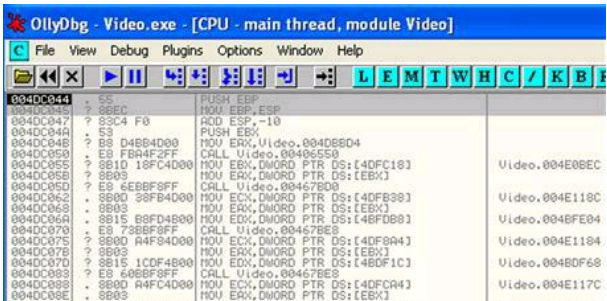 OllyDbg - Video.exe - [CPU - main thread, module Video]
C File View Debug Plugins Options Window Help
L E M T W H C / K B
004DC044 . 55 PUSH EBP
004DC045 ? 8BEC MOV EBP,ESP
004DC047 ? 83C4 F0 ADD ESP,-10
004DC04A . 53 PUSH EBX
004DC04B ? B8 D4BB4D00 MOV EAX,Video.004DBBD4
004DC050 . E8 FBA4F2FF CALL Video.00406550
004DC055 ? 8B1D 18FC4D00 MOV EBX,DWORD PTR DS:[4DFC18] Video.004E0BEC
004DC05B ? 8B03 MOV EAX,DWORD PTR DS:[EBX]
004DC05D ? E8 6EBBF8FF CALL Video.00467BD0
004DC062 . 8B0D 38FB4D00 MOV ECX,DWORD PTR DS:[4DFB38] Video.004E118C
004DC068 . 8B03 MOV EAX,DWORD PTR DS:[EBX]
004DC06A . 8B15 B8FD4B00 MOV EDX,DWORD PTR DS:[4BFDB8] Video.004BFE04
004DC070 . E8 73BBF8FF CALL Video.00467BE8
004DC075 ? 8B0D A4F84D00 MOV ECX,DWORD PTR DS:[4DF8A4] Video.004E1184
004DC07B ? 8B03 MOV EAX,DWORD PTR DS:[EBX]
004DC07D ? 8B15 1CDF4B00 MOV EDX,DWORD PTR DS:[4BDF1C] Video.004BDF68
004DC083 ? E8 60BBF8FF CALL Video.00467BE8
004DC088 . 8B0D A4FC4D00 MOV ECX,DWORD PTR DS:[4DFCA4] Video.004E117C
004DC08E . 8B03 MOV EAX,DWORD PTR DS:[EBX]